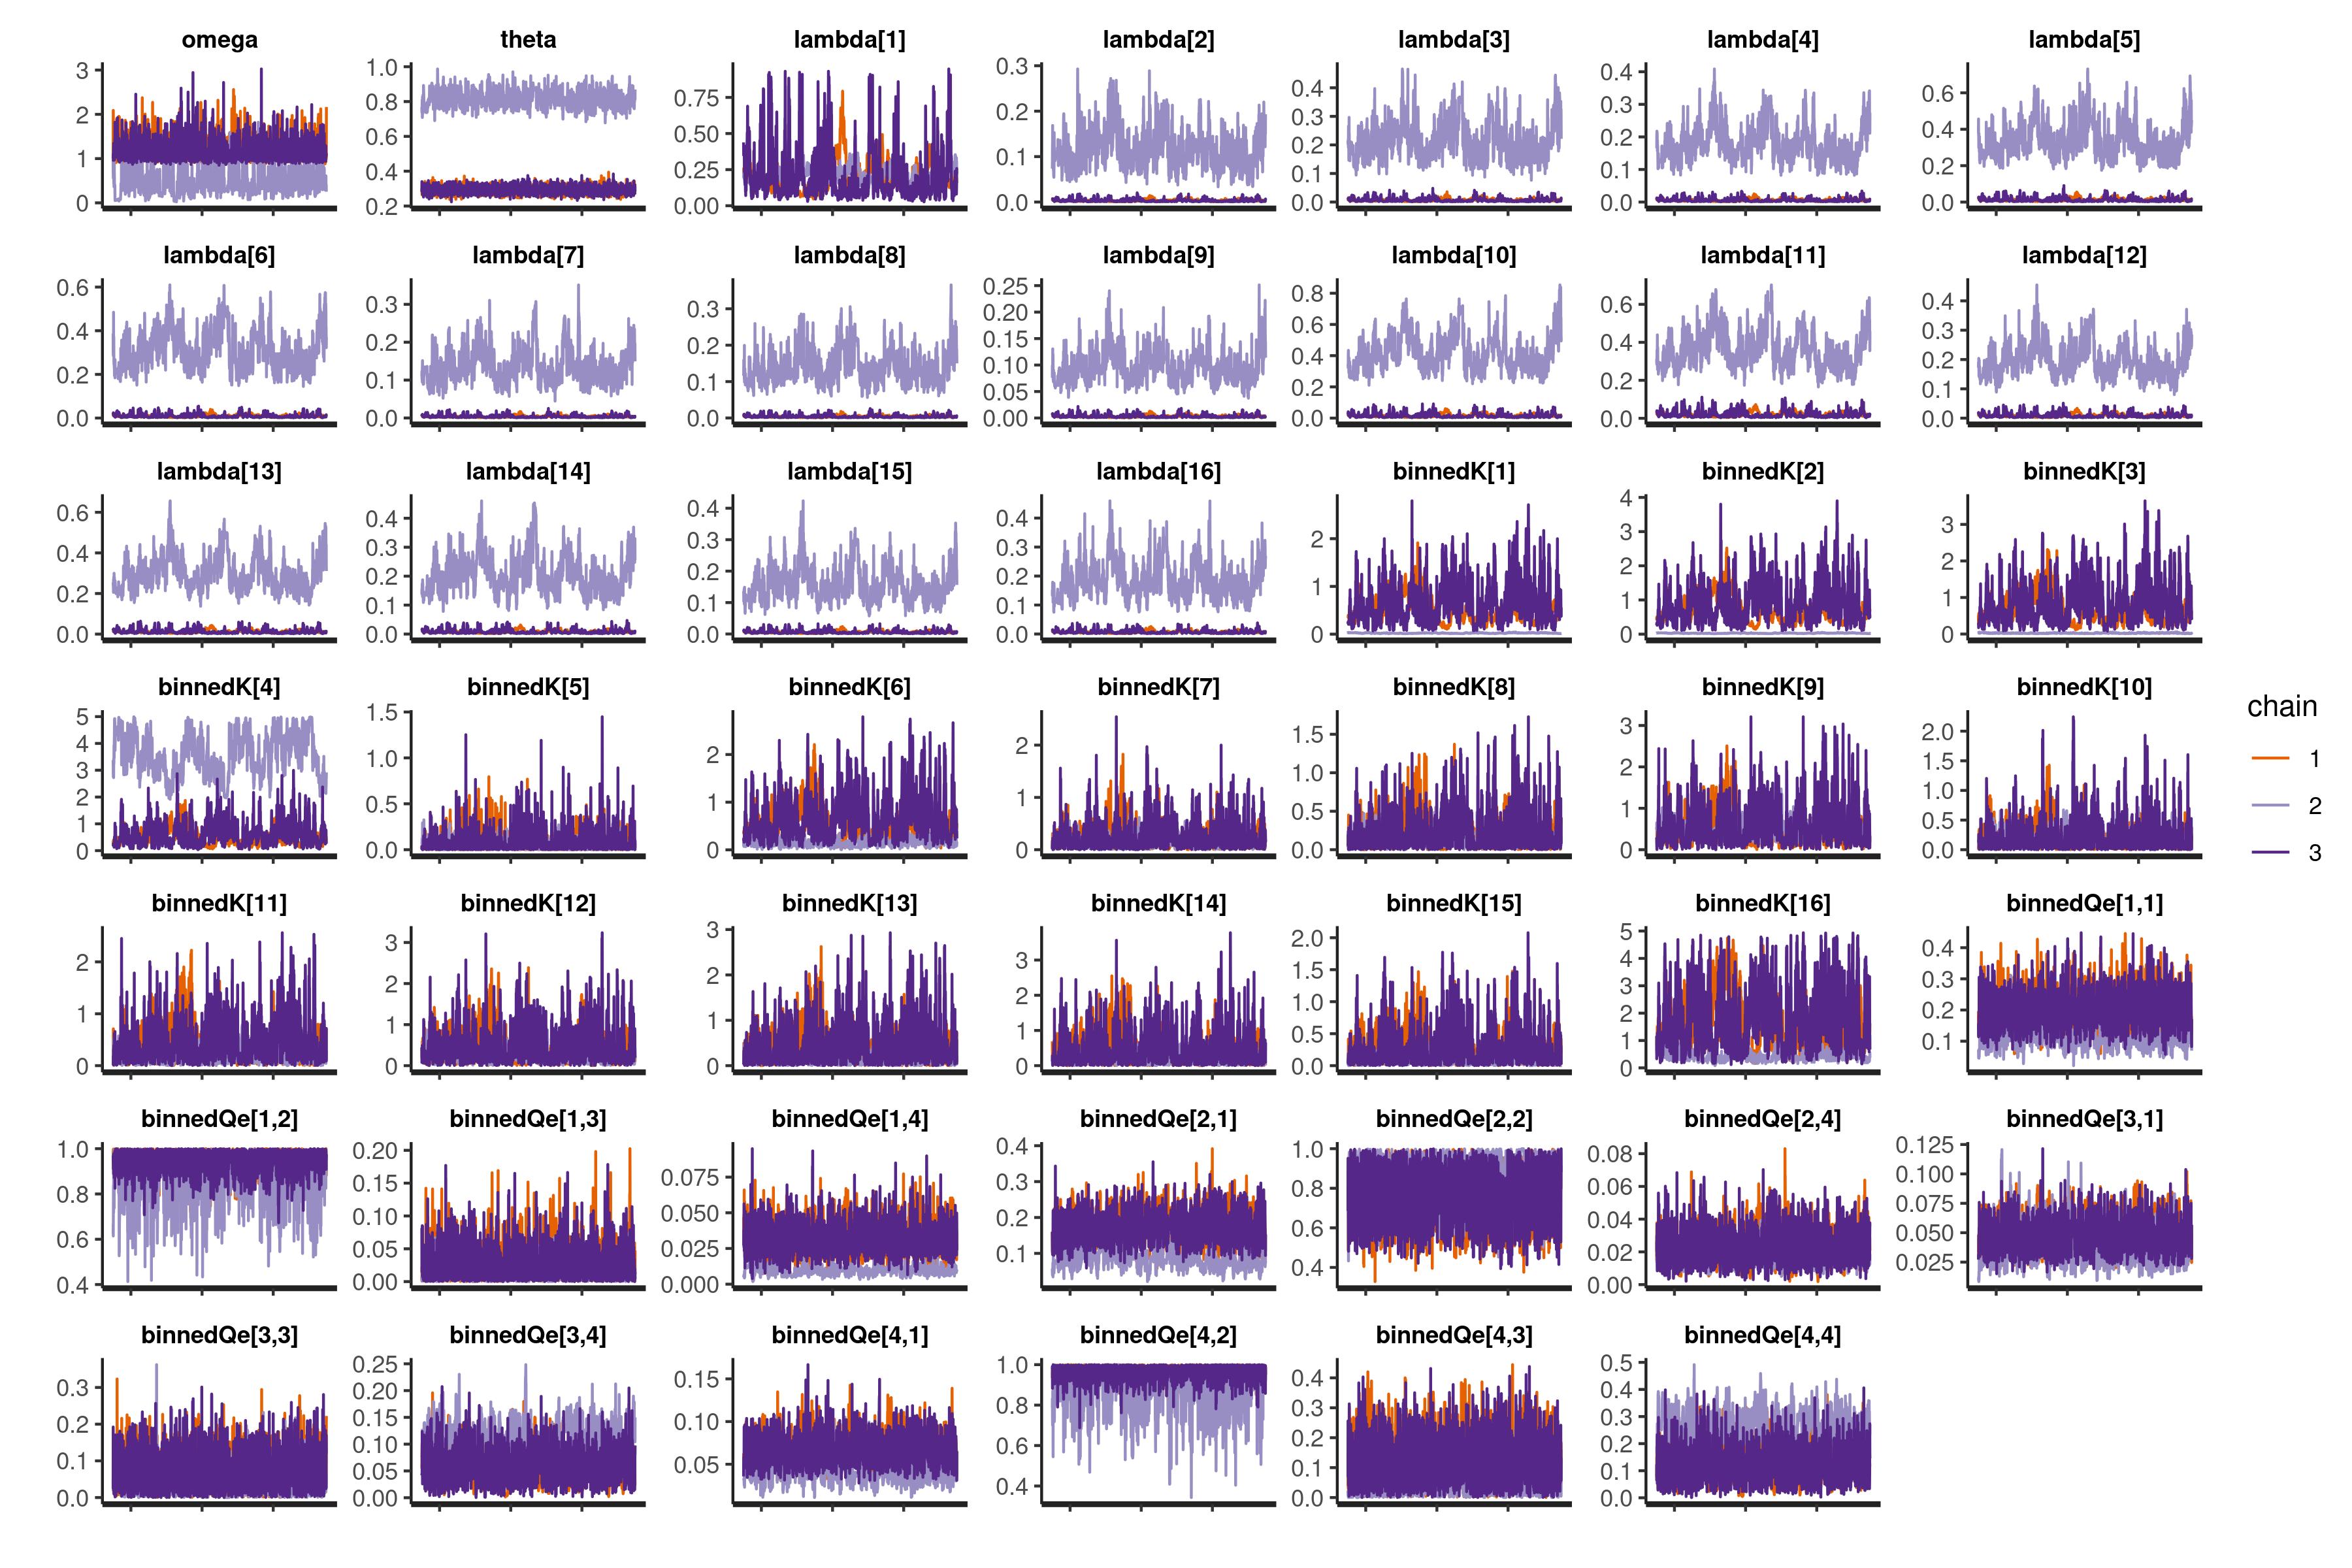 omega theta lambda[1] lambda[2] lambda[3] lambda[4] lambda[5]
3 2 1 0
1.0 0.8 0.6 0.4 0.2
0.75 0.50 0.25 0.00
0.3 0.2 0.1 0.0
0.4 0.3 0.2 0.1 0.0
0.4 0.3 0.2 0.1 0.0
0.6 0.4 0.2 0.0
lambda[6] lambda[7] lambda[8] lambda[9] lambda[10] lambda[11] lambda[12]
0.6 0.4 0.2 0.0
0.3 0.2 0.1 0.0
0.3 0.2 0.1 0.0
0.25 0.20 0.15 0.10 0.05 0.00
0.8 0.6 0.4 0.2 0.0
0.6 0.4 0.2 0.0
0.4 0.3 0.2 0.1 0.0
lambda[13] lambda[14] lambda[15] lambda[16] binnedK[1] binnedK[2] binnedK[3]
0.6 0.4 0.2 0.0
0.4 0.3 0.2 0.1 0.0
0.4 0.3 0.2 0.1 0.0
0.4 0.3 0.2 0.1 0.0
2 1 0
4 3 2 1 0
3 2 1 0
binnedK[4] binnedK[5] binnedK[6] binnedK[7] binnedK[8] binnedK[9] binnedK[10]
5 4 3 2 1 0
1.5 1.0 0.5 0.0
2 1 0
2 1 0
1.5 1.0 0.5 0.0
3 2 1 0
2.0 1.5 1.0 0.5 0.0
chain
1
2
3
binnedK[11] binnedK[12] binnedK[13] binnedK[14] binnedK[15] binnedK[16] binnedQe[1,1]
2 1 0
3 2 1 0
3 2 1 0
3 2 1 0
2.0 1.5 1.0 0.5 0.0
5 4 3 2 1 0
0.4 0.3 0.2 0.1
binnedQe[1,2] binnedQe[1,3] binnedQe[1,4] binnedQe[2,1] binnedQe[2,2] binnedQe[2,4] binnedQe[3,1]
1.0 0.8 0.6 0.4
0.20 0.15 0.10 0.05 0.00
0.075 0.050 0.025 0.000
0.4 0.3 0.2 0.1
1.0 0.8 0.6 0.4
0.08 0.06 0.04 0.02 0.00
0.125 0.100 0.075 0.050 0.025
binnedQe[3,3] binnedQe[3,4] binnedQe[4,1] binnedQe[4,2] binnedQe[4,3] binnedQe[4,4]
0.3 0.2 0.1 0.0
0.25 0.20 0.15 0.10 0.05 0.00
0.15 0.10 0.05
1.0 0.8 0.6 0.4
0.4 0.3 0.2 0.1 0.0
0.5 0.4 0.3 0.2 0.1 0.0